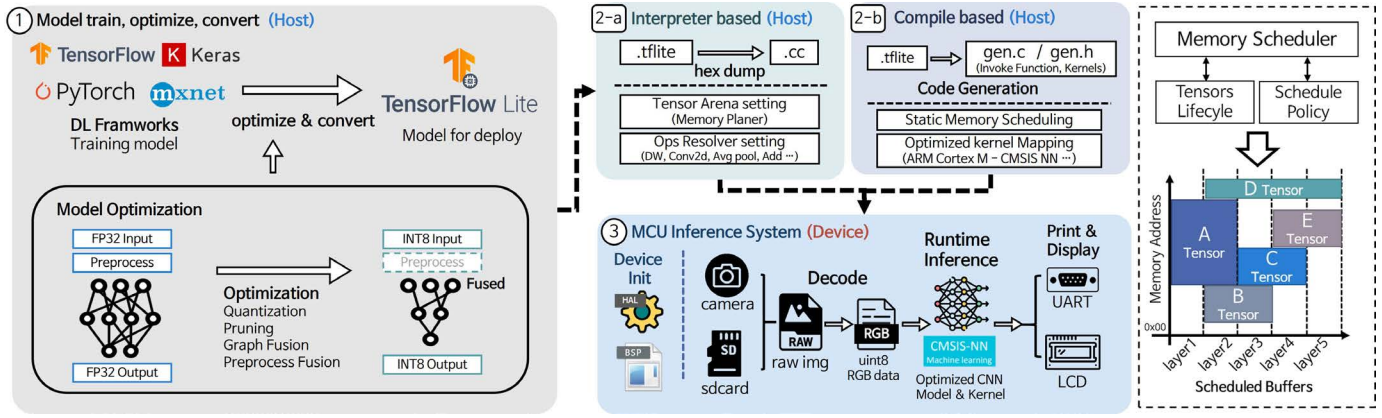 1 Model train, optimize, convert (Host)
TensorFlow K Keras
PyTorch mxnet
DL Framworks
Training model
optimize & convert
TensorFlow Lite
Model for deploy
Model Optimization
FP32 Input
Preprocess
FP32 Output
Optimization
Quantization
Pruning
Graph Fusion
Preprocess Fusion
INT8 Input
Preprocess
Fused
INT8 Output
2-a Interpreter based (Host)
.tflite .cc
hex dump
Tensor Arena setting
(Memory Planer)
Ops Resolver setting
(DW, Conv2d, Avg pool, Add ...)
2-b Compile based (Host)
.tflite gen.c / gen.h
(Invoke Function, Kernels)
Code Generation
Static Memory Scheduling
Optimized kernel Mapping
(ARM Cortex M – CMSIS NN ...)
3 MCU Inference System (Device)
Device
Init
HAL
BSP
camera
SD
sdcard
Decode
RAW
raw img
RGB
uint8
RGB data
Runtime
Inference
CMSIS-NN
Machine learning
Optimized CNN
Model & Kernel
Print &
Display
UART
LCD
Memory Scheduler
Tensors
Lifecyle
Schedule
Policy
Memory Address
0x00
D Tensor
A
Tensor
E
Tensor
C
Tensor
B
Tensor
layer1 layer2 layer3 layer4 layer5
Scheduled Buffers